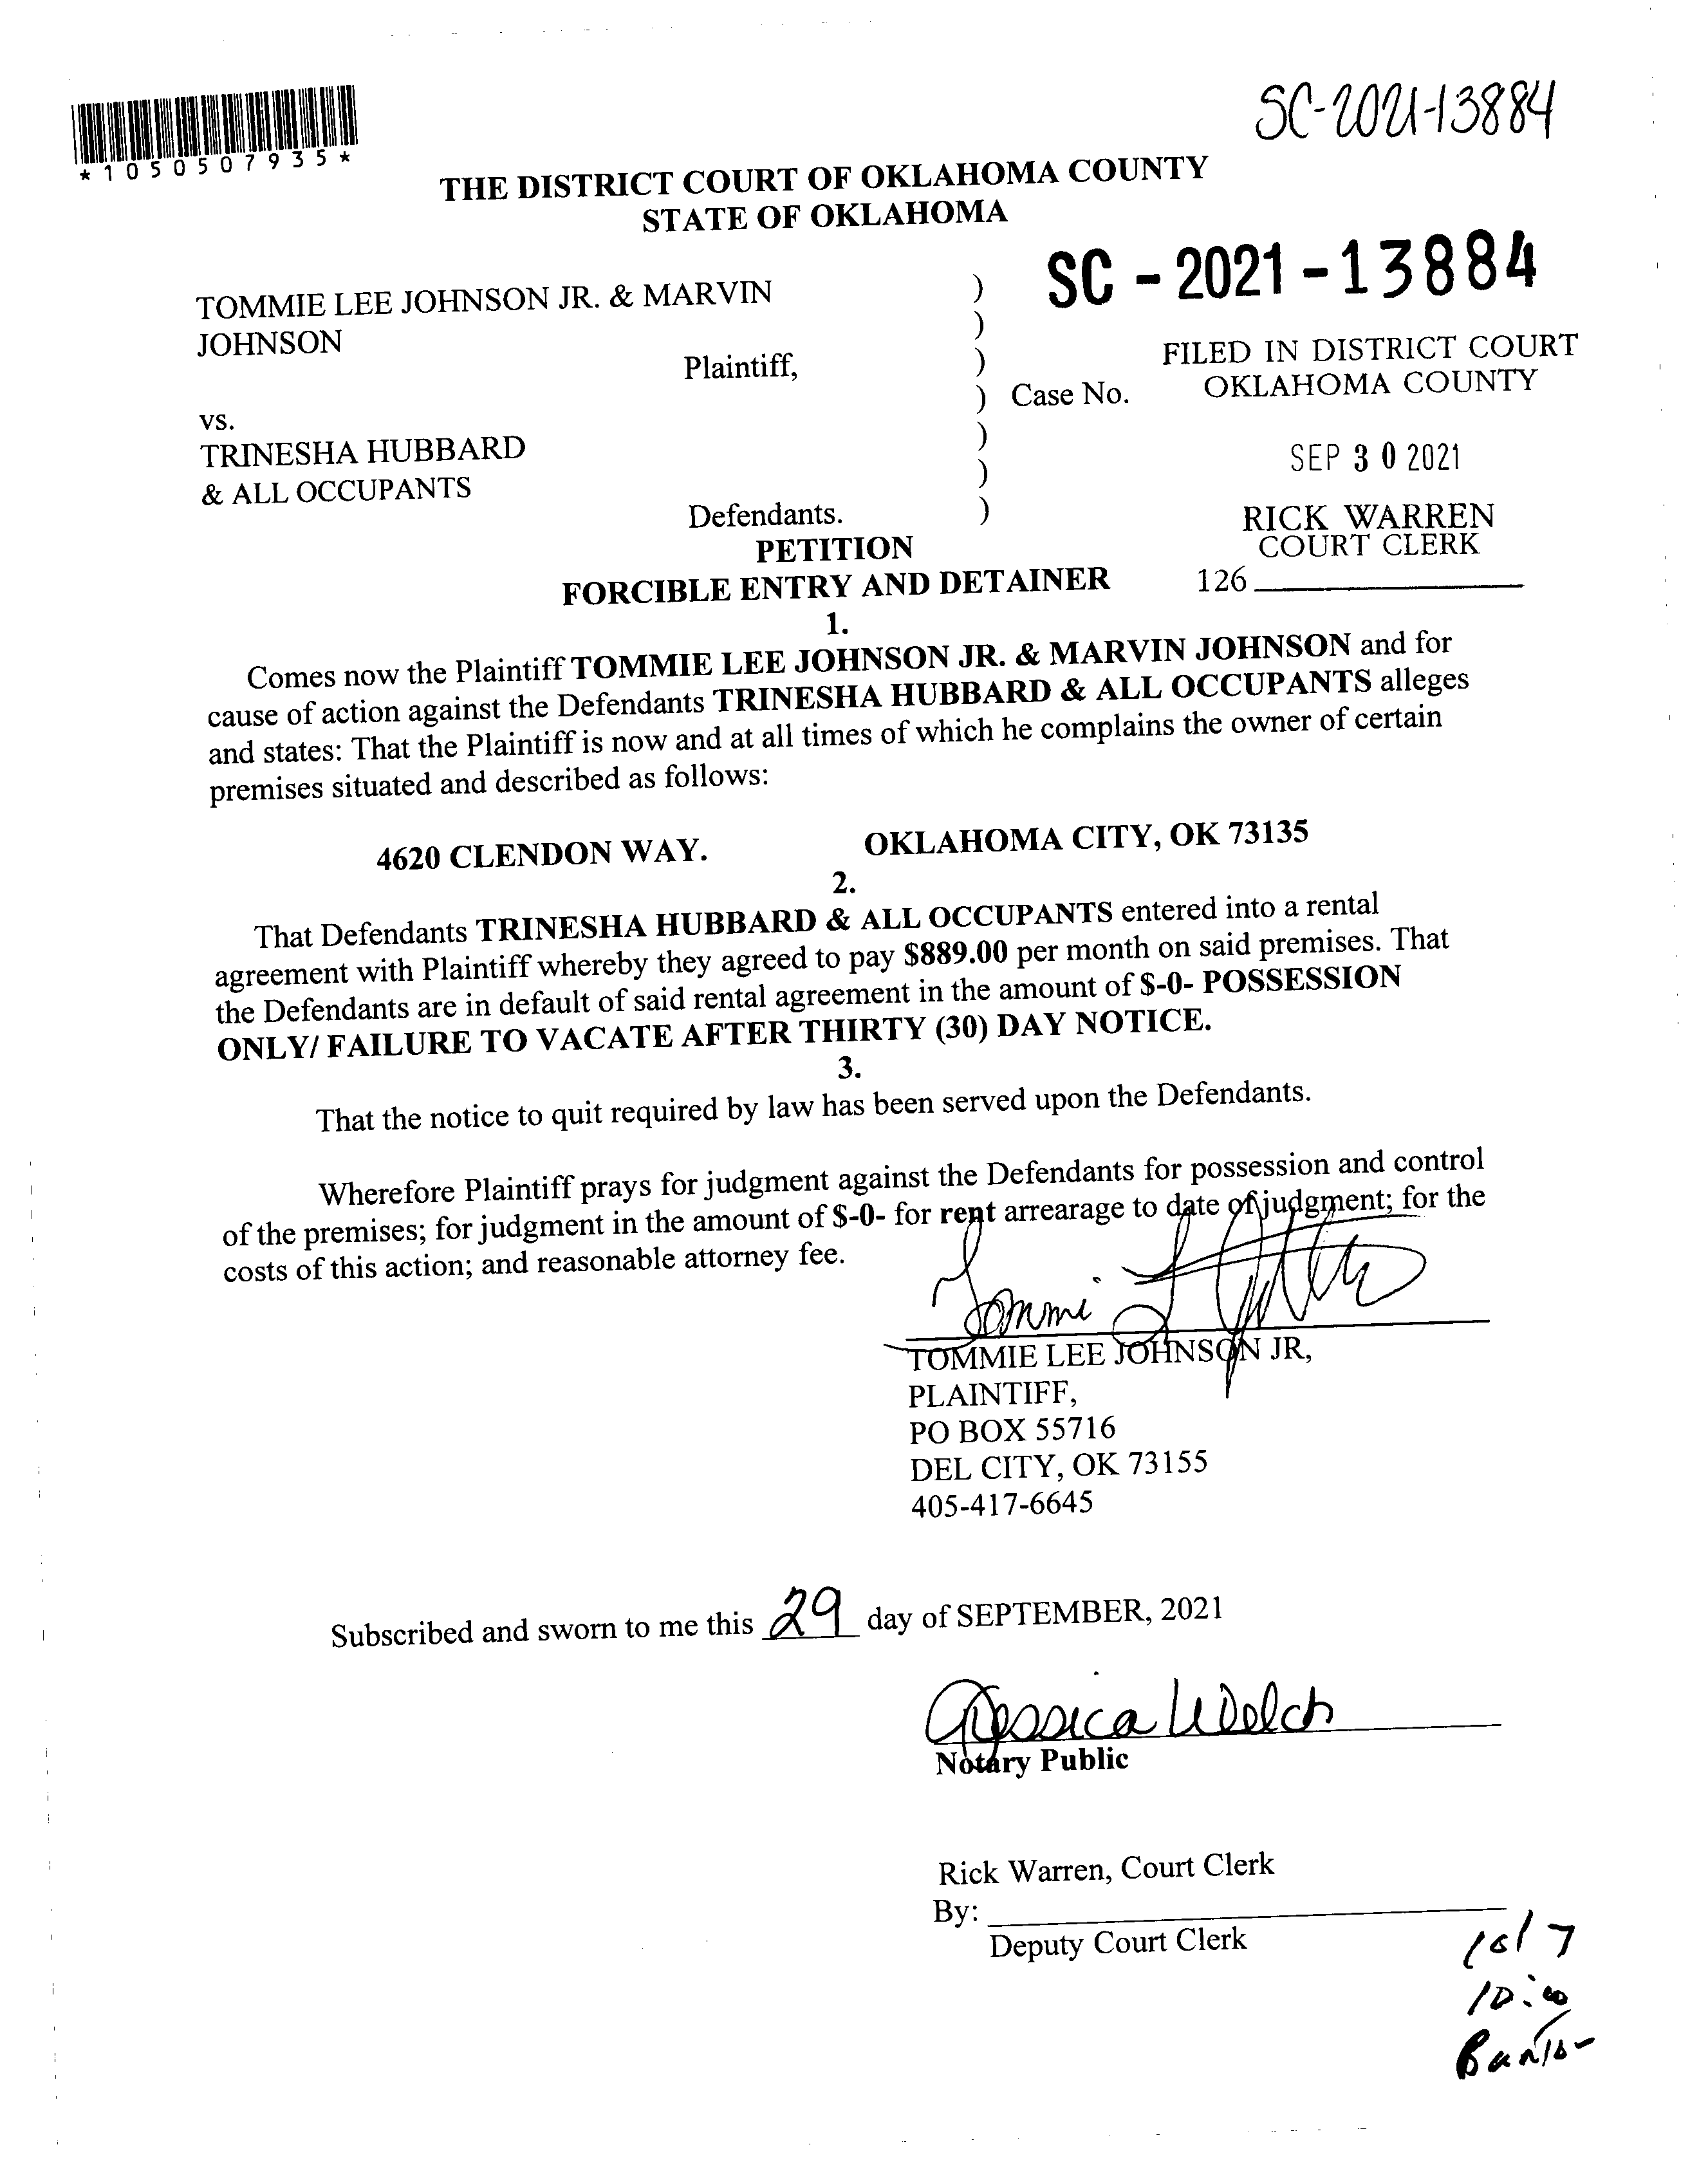 SC-2021-13884
*1050507935*
THE DISTRICT COURT OF OKLAHOMA COUNTY
STATE OF OKLAHOMA
SC - 2021 - 13884
TOMMIE LEE JOHNSON JR. & MARVIN )
JOHNSON )
Plaintiff, )
FILED IN DISTRICT COURT
OKLAHOMA COUNTY
) Case No.
vs. )
TRINESHA HUBBARD )
SEP 30 2021
& ALL OCCUPANTS
Defendants. )
RICK WARREN
COURT CLERK
126
PETITION
FORCIBLE ENTRY AND DETAINER
1.
Comes now the Plaintiff TOMMIE LEE JOHNSON JR. & MARVIN JOHNSON and for
cause of action against the Defendants TRINESHA HUBBARD & ALL OCCUPANTS alleges
and states: That the Plaintiff is now and at all times of which he complains the owner of certain
premises situated and described as follows:
4620 CLENDON WAY. OKLAHOMA CITY, OK 73135
2.
That Defendants TRINESHA HUBBARD & ALL OCCUPANTS entered into a rental
agreement with Plaintiff whereby they agreed to pay $889.00 per month on said premises. That
the Defendants are in default of said rental agreement in the amount of $-0- POSSESSION
ONLY/ FAILURE TO VACATE AFTER THIRTY (30) DAY NOTICE.
3.
That the notice to quit required by law has been served upon the Defendants.
Wherefore Plaintiff prays for judgment against the Defendants for possession and control
of the premises; for judgment in the amount of $-0- for rent arrearage to date of judgment; for the
costs of this action; and reasonable attorney fee.
TOMMIE LEE JOHNSON JR,
PLAINTIFF,
PO BOX 55716
DEL CITY, OK 73155
405-417-6645
Subscribed and sworn to me this 29 day of SEPTEMBER, 2021
Jessica Welch
Notary Public
Rick Warren, Court Clerk
By:
Deputy Court Clerk
10/7
10:00